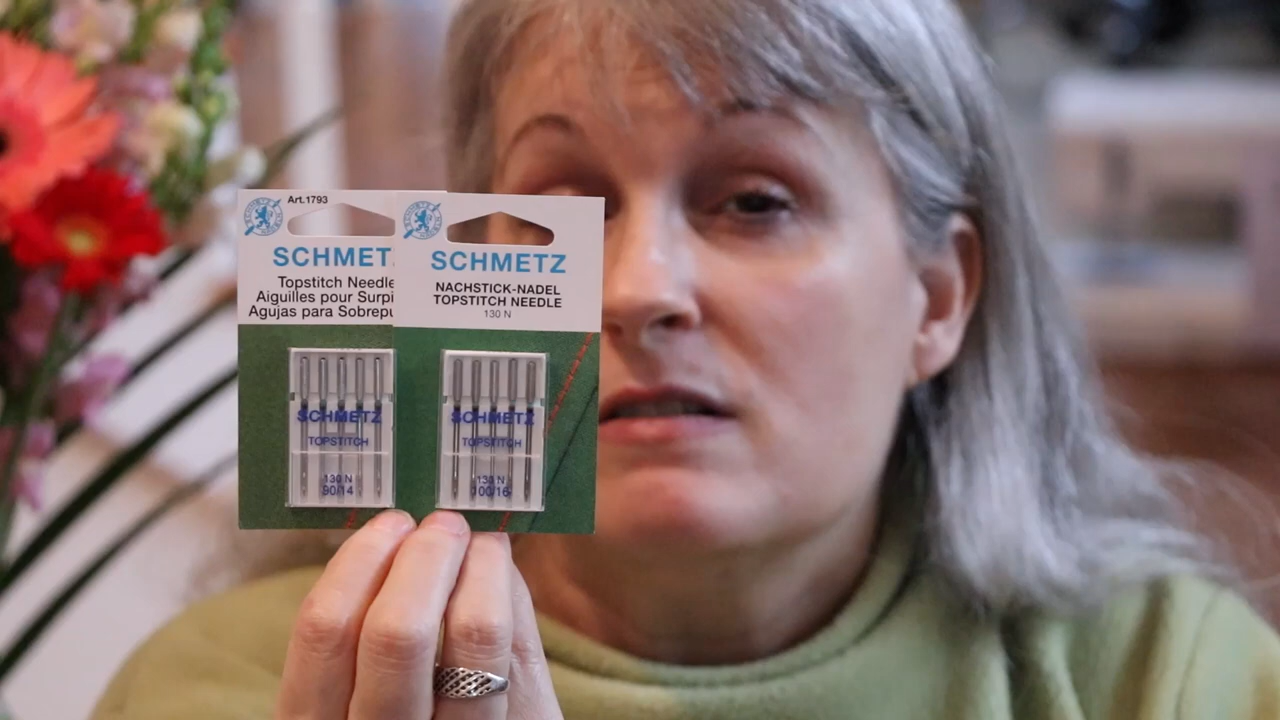 Art.1793
SCHMETZ
Topstitch Needle
Aiguilles pour Surpi
Agujas para Sobrepu
SCHMETZ
TOPSTITCH
130 N
90/14
SCHMETZ
NACHSTICK-NADEL
TOPSTITCH NEEDLE
130 N
SCHMETZ
TOPSTITCH
130 N
100/16